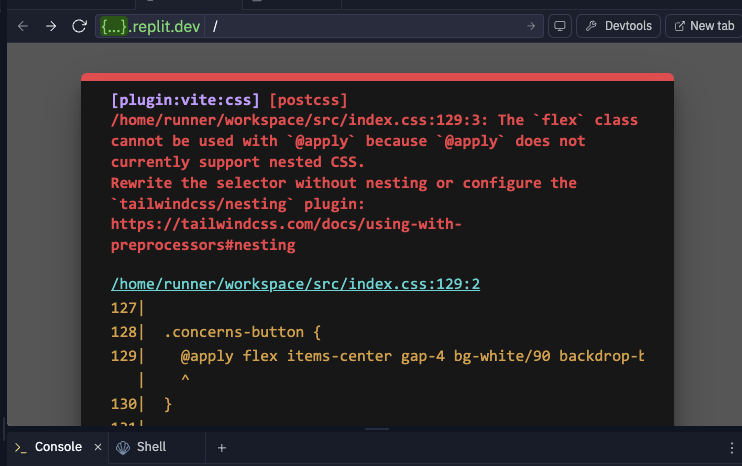 {...}.replit.dev /
Devtools
New tab
[plugin:vite:css] [postcss]
/home/runner/workspace/src/index.css:129:3: The `flex` class
cannot be used with `@apply` because `@apply` does not
currently support nested CSS.
Rewrite the selector without nesting or configure the
`tailwindcss/nesting` plugin:
https://tailwindcss.com/docs/using-with-
preprocessors#nesting
/home/runner/workspace/src/index.css:129:2
127|
128|  .concerns-button {
129|    @apply flex items-center gap-4 bg-white/90 backdrop-b
|    ^
130|  }
131|
Console ×
Shell
+